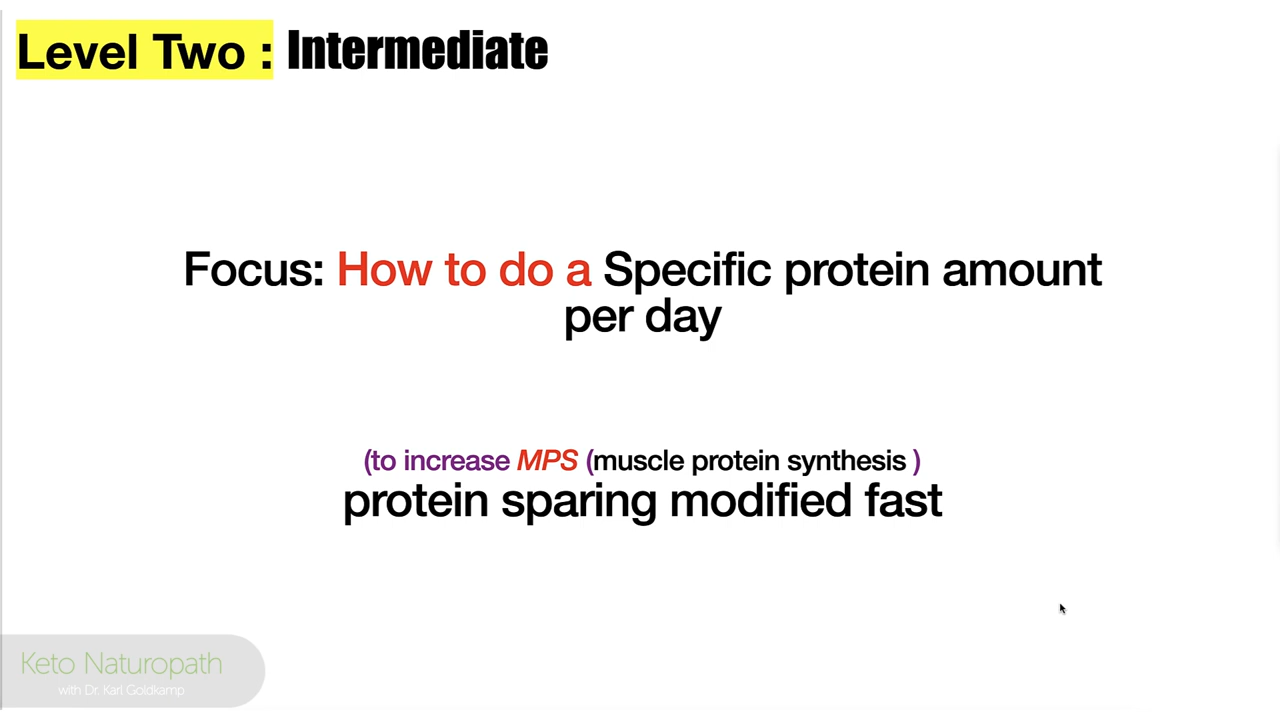 Level Two : Intermediate
Focus: How to do a Specific protein amount
per day
(to increase MPS (muscle protein synthesis )
protein sparing modified fast
Keto Naturopath
with Dr. Karl Goldkamp